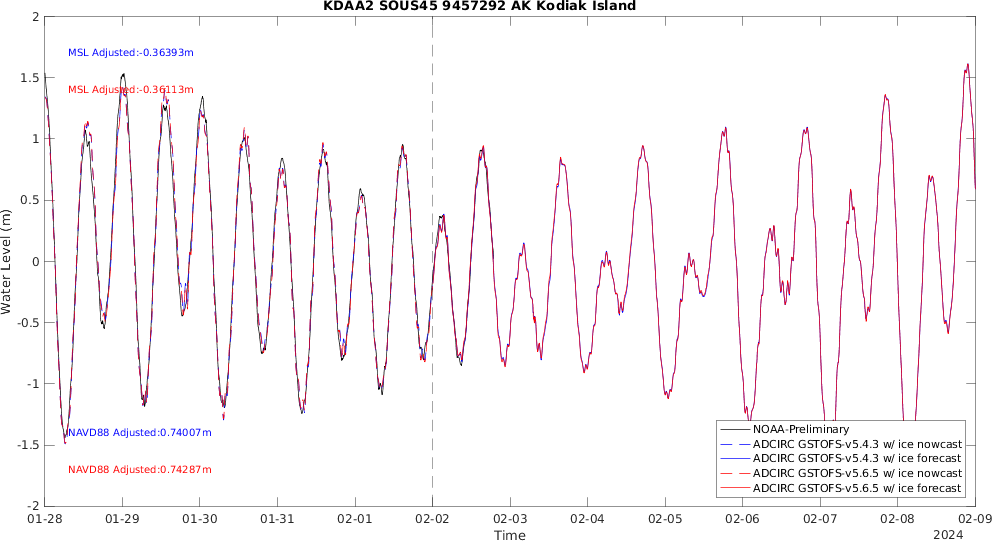 KDAA2 SOUS45 9457292 AK Kodiak Island
2
MSL Adjusted:-0.36393m
1.5
MSL Adjusted:-0.36113m
1
0.5
Water Level (m)
0
-0.5
-1
NOAA-Preliminary
NAVD88 Adjusted:0.74007m
-1.5
ADCIRC GSTOFS-v5.4.3 w/ ice nowcast
ADCIRC GSTOFS-v5.4.3 w/ ice forecast
NAVD88 Adjusted:0.74287m
ADCIRC GSTOFS-v5.6.5 w/ ice nowcast
ADCIRC GSTOFS-v5.6.5 w/ ice forecast
-2
01-28 01-29 01-30 01-31 02-01 02-02 02-03 02-04 02-05 02-06 02-07 02-08 02-09
Time
2024